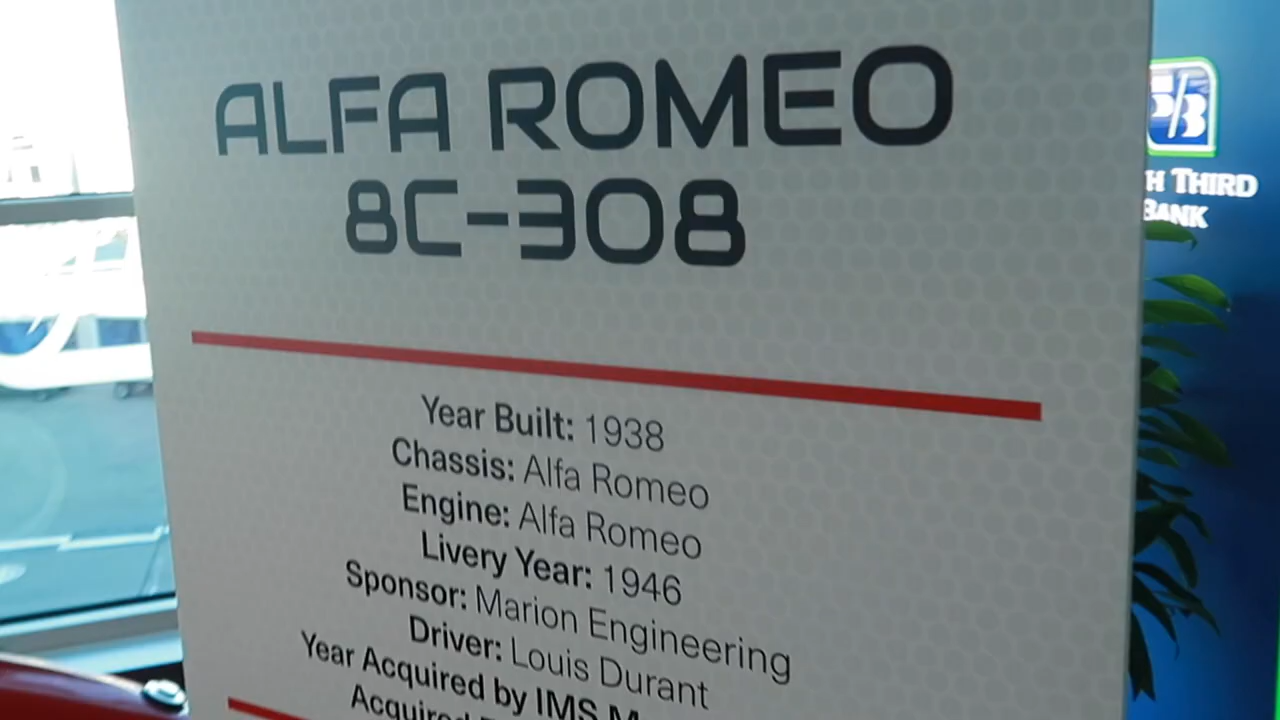 ALFA ROMEO
8C-308
Year Built: 1938
Chassis: Alfa Romeo
Engine: Alfa Romeo
Livery Year: 1946
Sponsor: Marion Engineering
Driver: Louis Durant
Year Acquired by IMS
Acquired
THIRD
BANK